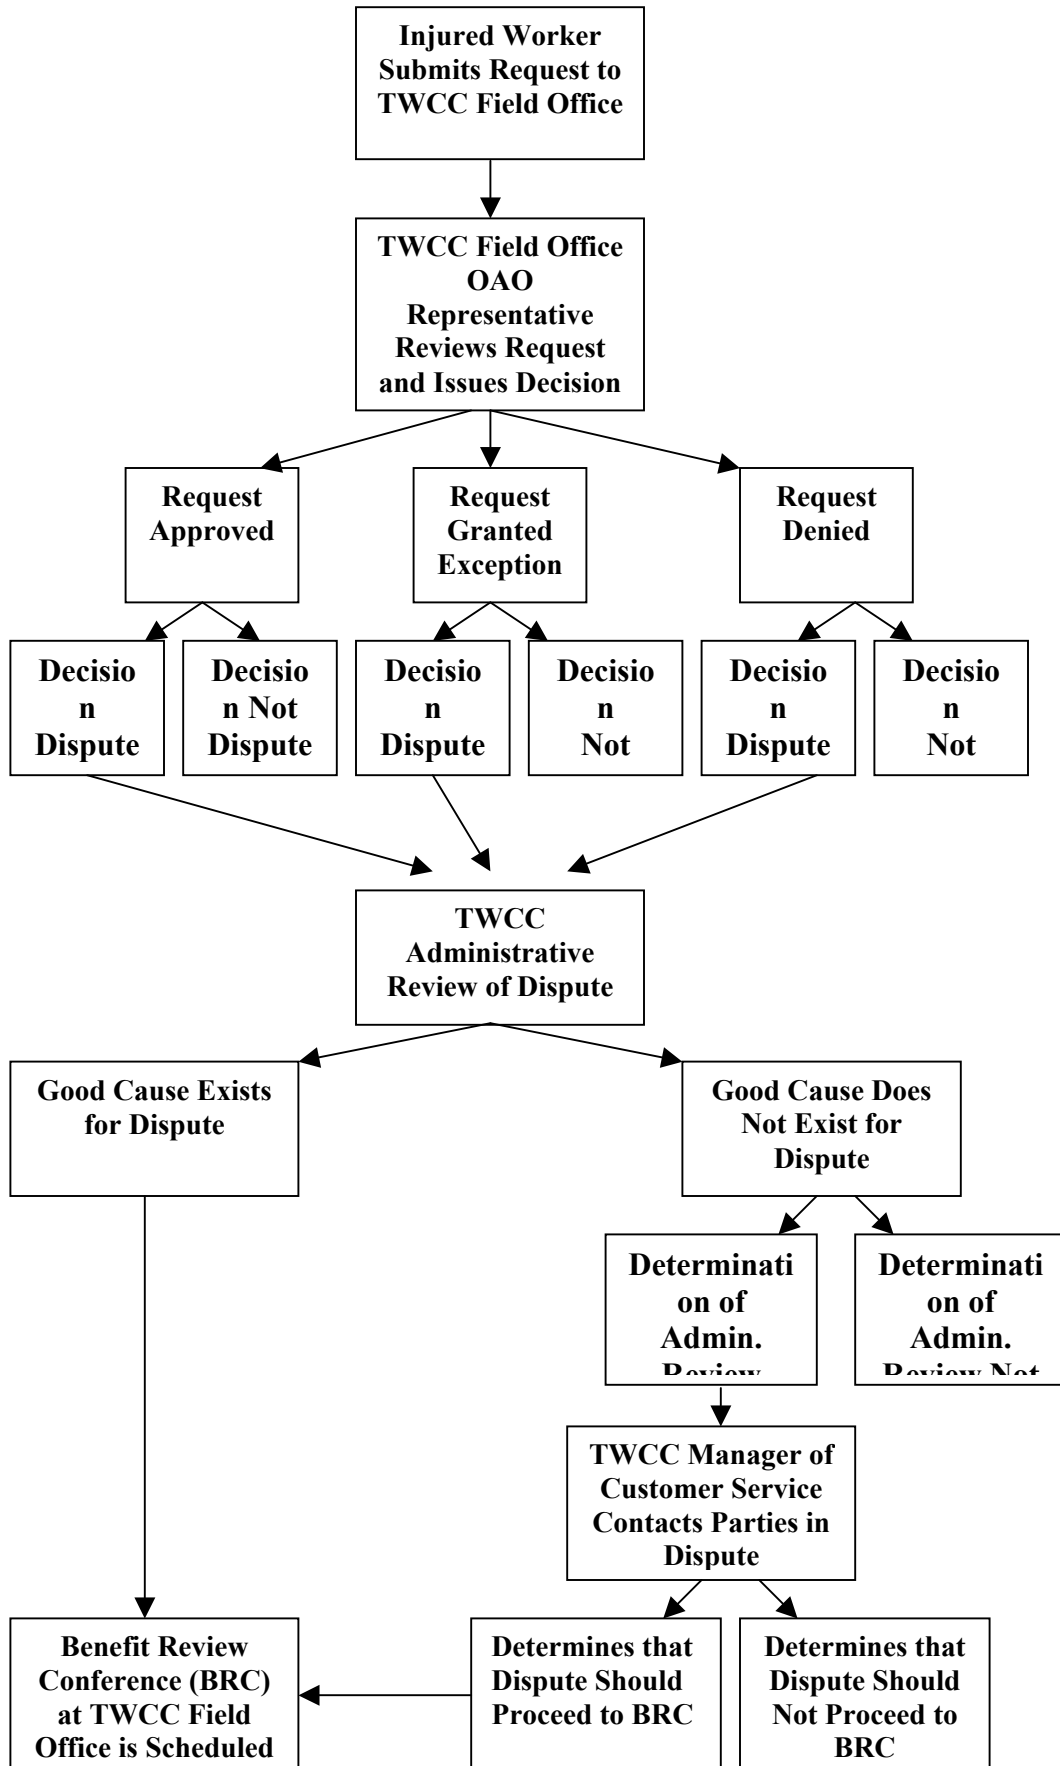 Injured Worker
Submits Request to
TWCC Field Office
TWCC Field Office
OAO
Representative
Reviews Request
and Issues Decision
Request
Approved
Request
Granted
Exception
Request
Denied
Decisio
n
Dispute
Decisio
n Not
Dispute
Decisio
n
Dispute
Decisio
n
Not
Decisio
n
Dispute
Decisio
n
Not
TWCC
Administrative
Review of Dispute
Good Cause Exists
for Dispute
Good Cause Does
Not Exist for
Dispute
Determinati
on of
Admin.
Review
Determinati
on of
Admin.
Review Not
TWCC Manager of
Customer Service
Contacts Parties in
Dispute
Benefit Review
Conference (BRC)
at TWCC Field
Office is Scheduled
Determines that
Dispute Should
Proceed to BRC
Determines that
Dispute Should
Not Proceed to
BRC